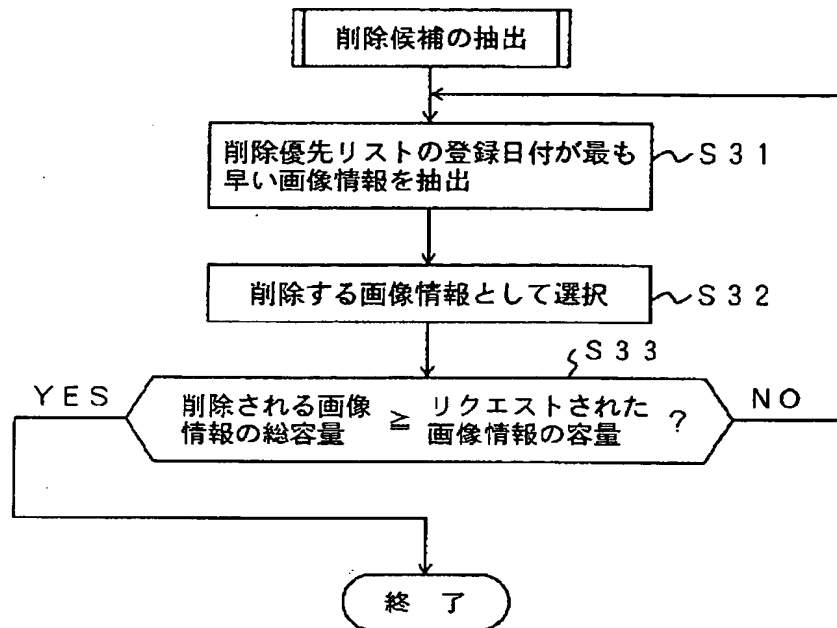 削除候補の抽出
削除優先リストの登録日付が最も
早い画像情報を抽出
S31
削除する画像情報として選択
S32
S33
YES
削除される画像
情報の総容量
≧
リクエストされた
画像情報の容量
?
NO
終 了